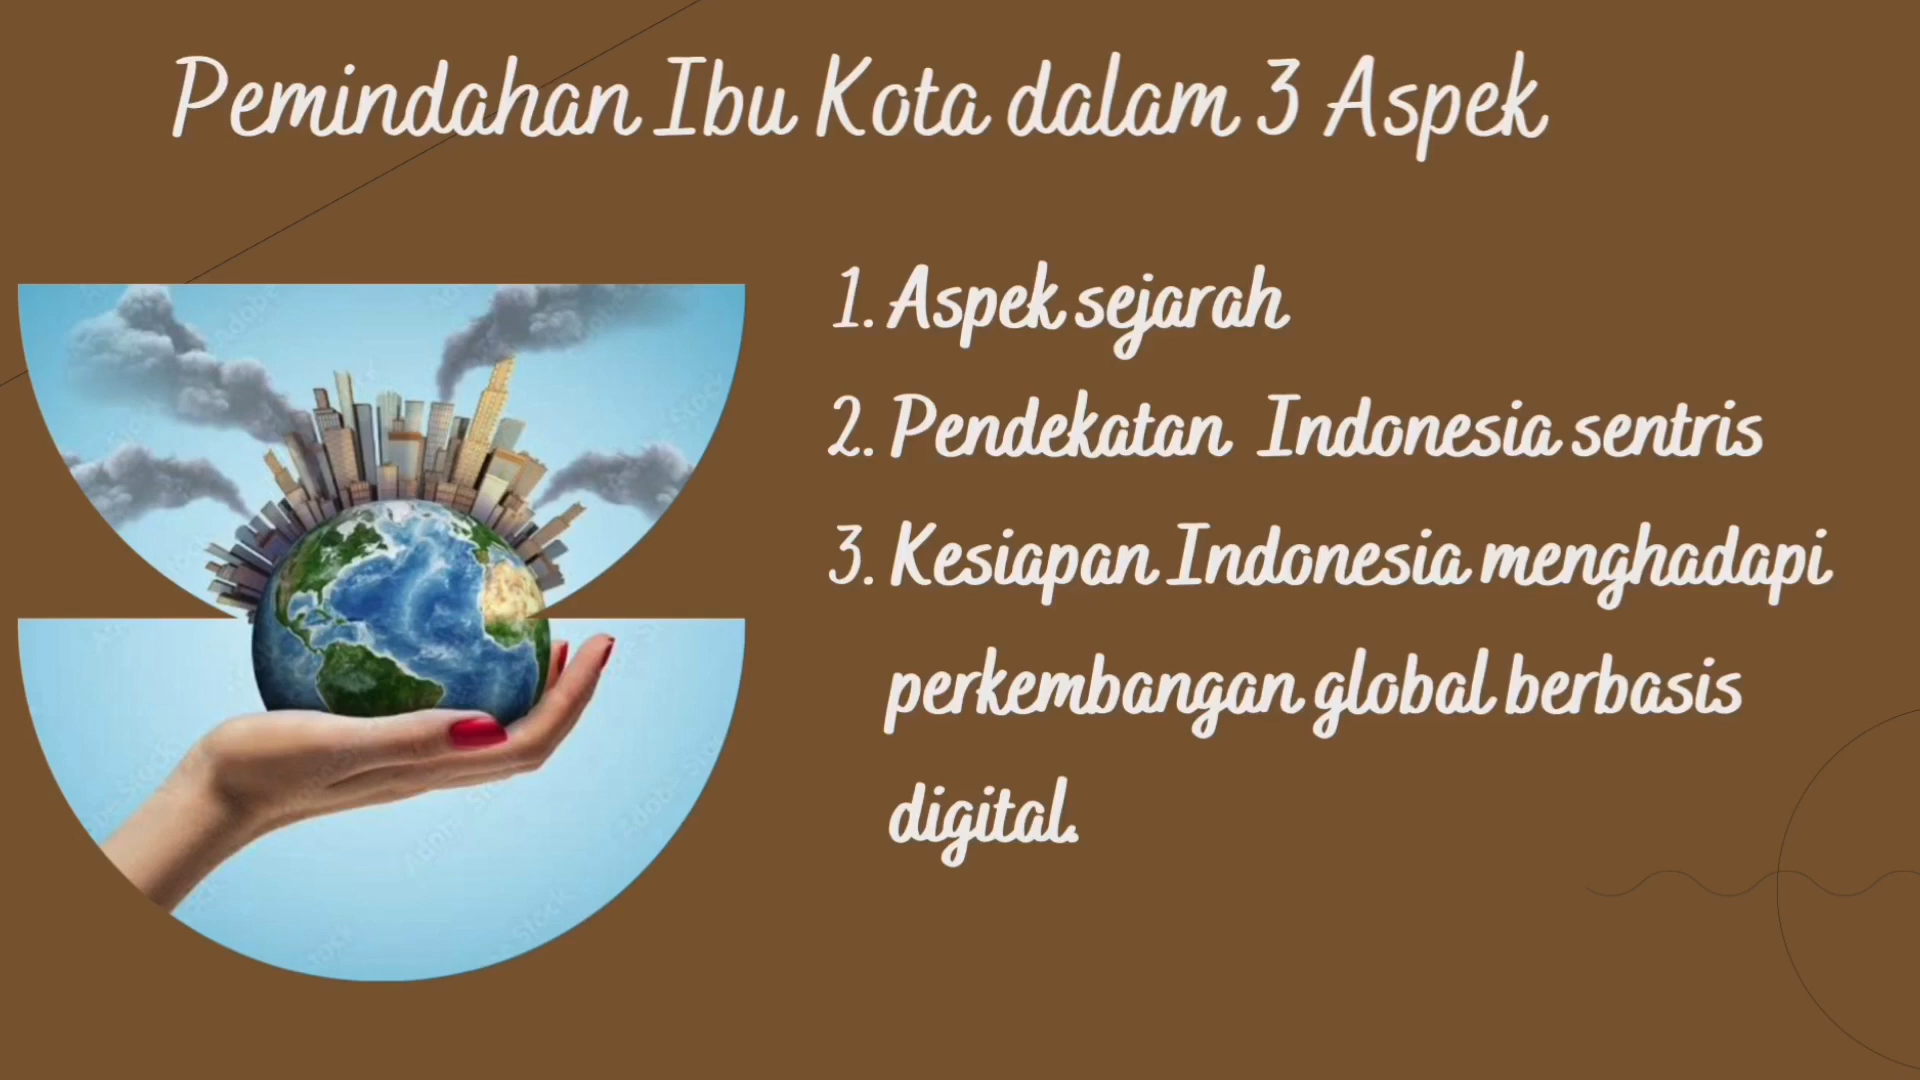 Pemindahan Ibu Kota dalam 3 Aspek
1. Aspek sejarah
2. Pendekatan Indonesia sentris
3. Kesiapan Indonesia menghadapi
perkembangan global berbasis
digital.